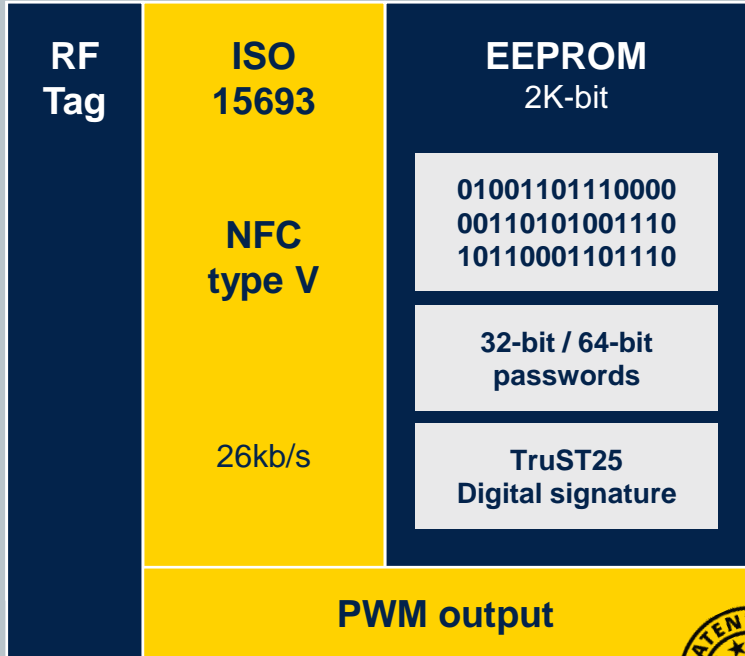 RF
Tag
ISO
15693
NFC
type V
26kb/s
EEPROM
2K-bit
01001101110000
00110101001110
10110001101110
32-bit / 64-bit
passwords
TruST25
Digital signature
PWM output